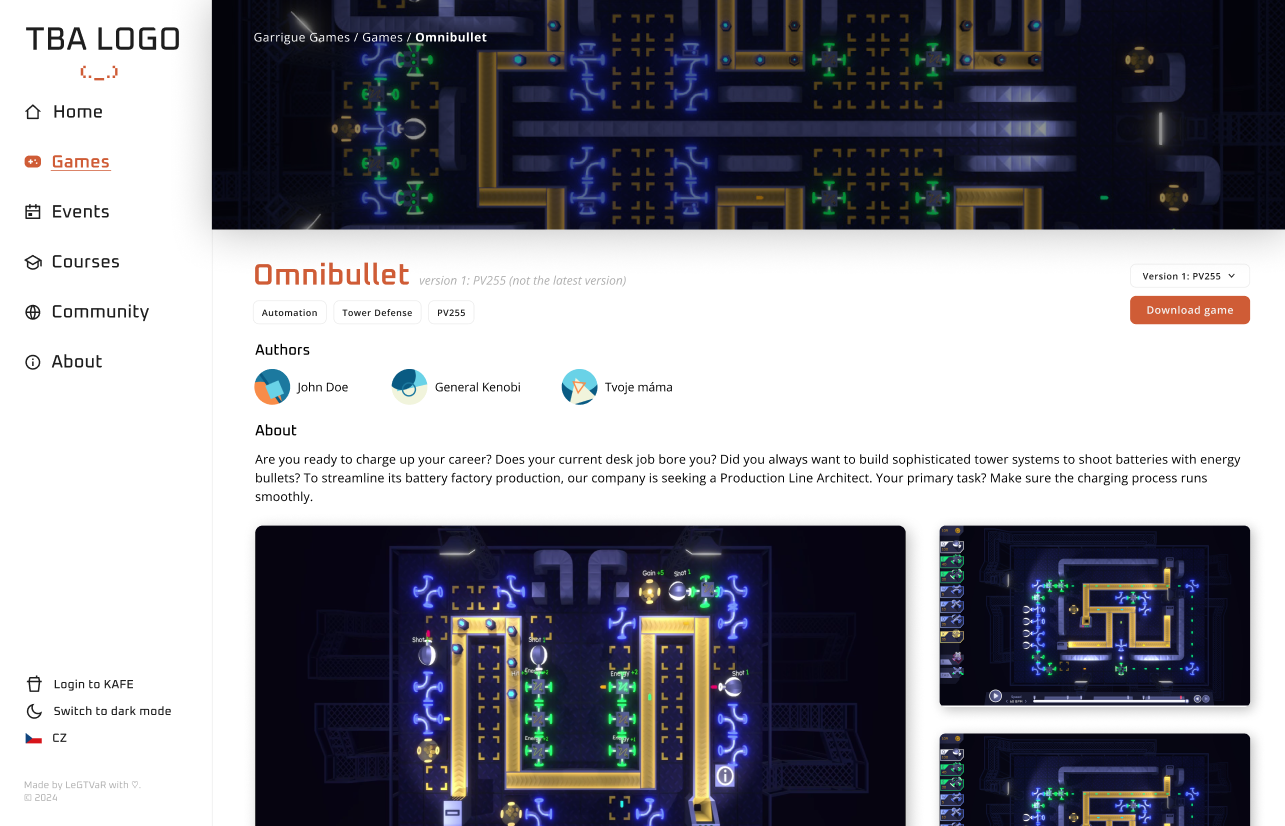 TBA LOGO
(._.)
Home
Games
Events
Courses
Community
About
Login to KAFE
Switch to dark mode
CZ
Made by LeGTVaR with ♡.
© 2024
Garrigue Games / Games / Omnibullet
Omnibullet version 1: PV255 (not the latest version)
Version 1: PV255
Automation Tower Defense PV255
Download game
Authors
John Doe General Kenobi Tvoje máma
About
Are you ready to charge up your career? Does your current desk job bore you? Did you always want to build sophisticated tower systems to shoot batteries with energy
bullets? To streamline its battery factory production, our company is seeking a Production Line Architect. Your primary task? Make sure the charging process runs
smoothly.
Gain +5 Shot 1
Shot Shot 1
Energy +2
Shot 1
Energy +1